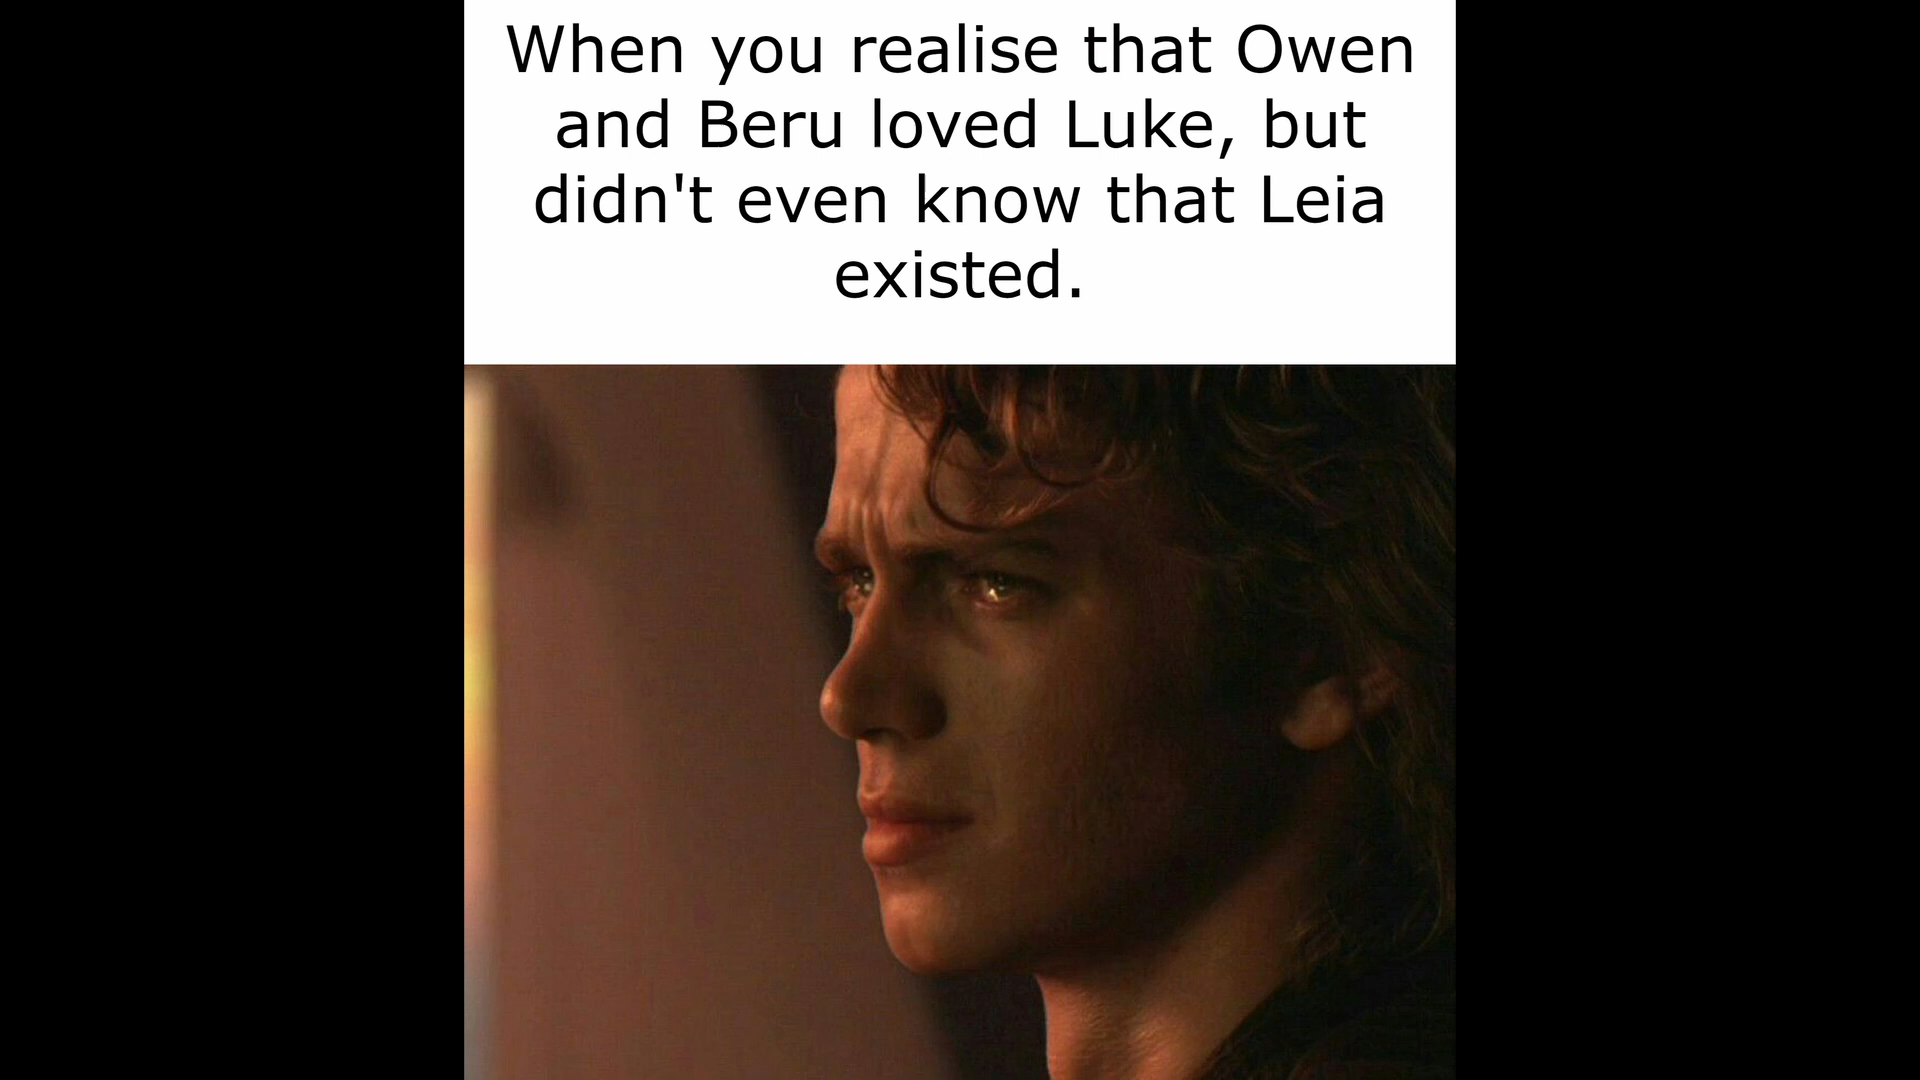 When you realise that Owen
and Beru loved Luke, but
didn't even know that Leia
existed.